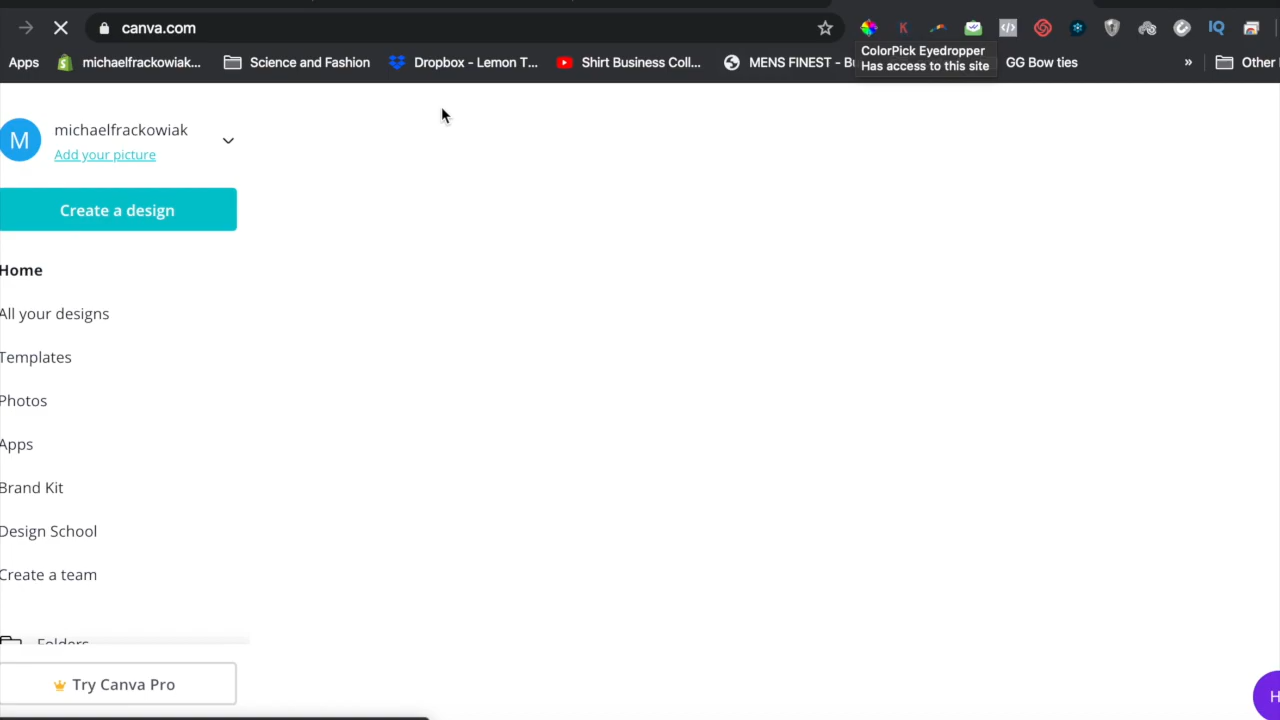 canva.com
K
IQ
ColorPick Eyedropper
Has access to this site
Apps
michaelfrackowiak...
Science and Fashion
Dropbox - Lemon T...
Shirt Business Coll...
MENS FINEST - Bu
GG Bow ties
»
Other
M
michaelfrackowiak
Add your picture
Create a design
Home
All your designs
Templates
Photos
Apps
Brand Kit
Design School
Create a team
Folders
Try Canva Pro
H